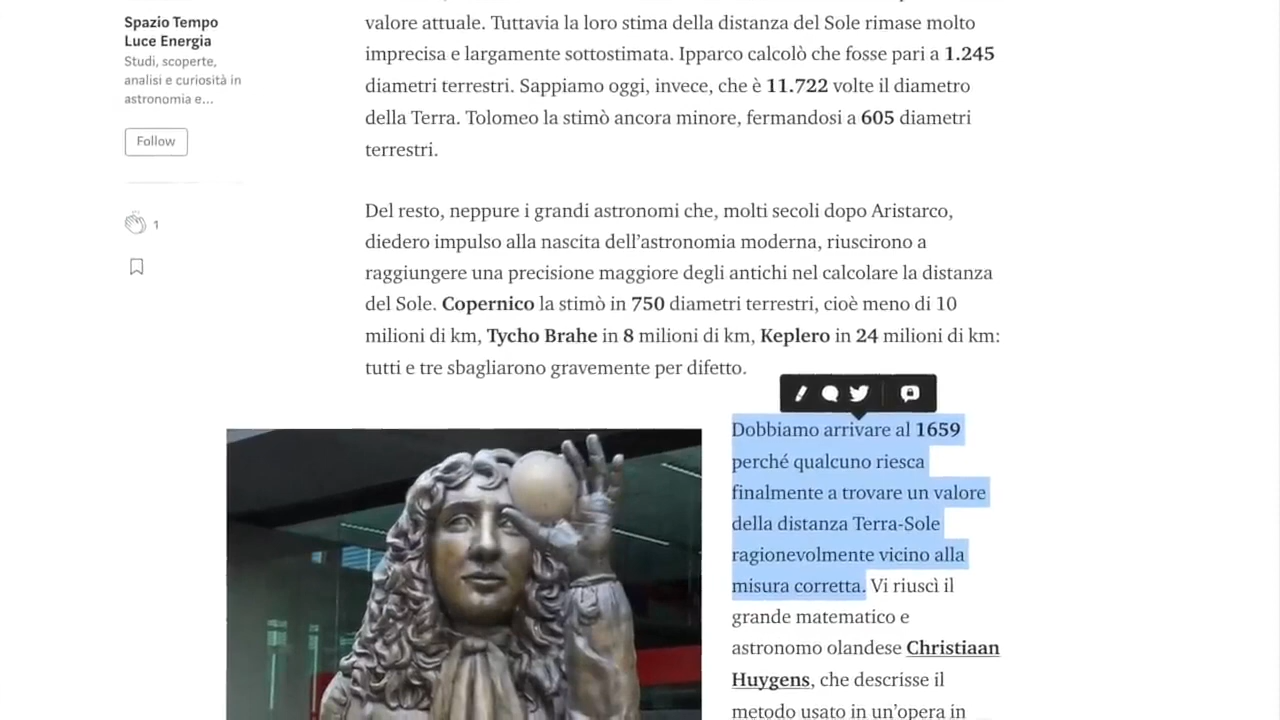 Spazio Tempo
Luce Energia
Studi, scoperte,
analisi e curiosità in
astronomia e...
Follow
1
valore attuale. Tuttavia la loro stima della distanza del Sole rimase molto
imprecisa e largamente sottostimata. Ipparco calcolò che fosse pari a 1.245
diametri terrestri. Sappiamo oggi, invece, che è 11.722 volte il diametro
della Terra. Tolomeo la stimò ancora minore, fermandosi a 605 diametri
terrestri.
Del resto, neppure i grandi astronomi che, molti secoli dopo Aristarco,
diedero impulso alla nascita dell’astronomia moderna, riuscirono a
raggiungere una precisione maggiore degli antichi nel calcolare la distanza
del Sole. Copernico la stimò in 750 diametri terrestri, cioè meno di 10
milioni di km, Tycho Brahe in 8 milioni di km, Keplero in 24 milioni di km:
tutti e tre sbagliarono gravemente per difetto.
Dobbiamo arrivare al 1659
perché qualcuno riesca
finalmente a trovare un valore
della distanza Terra-Sole
ragionevolmente vicino alla
misura corretta. Vi riuscì il
grande matematico e
astronomo olandese Christiaan
Huygens, che descrisse il
metodo usato in un’opera in